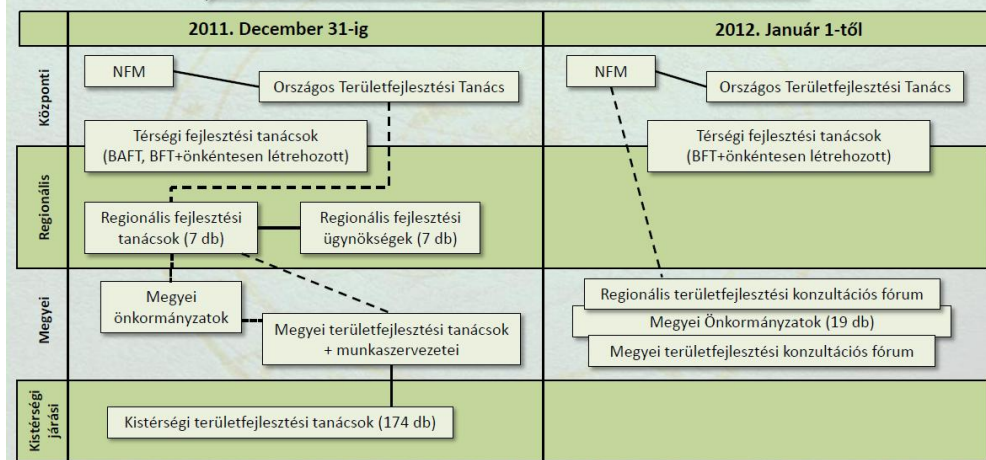 2011. December 31-ig
2012. Január 1-től
Központi
NFM
Országos Területfejlesztési Tanács
Térségi fejlesztési tanácsok
(BAFT, BFT+önkéntesen létrehozott)
NFM
Országos Területfejlesztési Tanács
Térségi fejlesztési tanácsok
(BFT+önkéntesen létrehozott)
Regionális
Regionális fejlesztési
tanácsok (7 db)
Regionális fejlesztési
ügynökségek (7 db)
Megyei
Megyei
önkormányzatok
Megyei területfejlesztési tanácsok
+ munkaszervezetei
Regionális területfejlesztési konzultációs fórum
Megyei Önkormányzatok (19 db)
Megyei területfejlesztési konzultációs fórum
Kistérségi
járási
Kistérségi területfejlesztési tanácsok (174 db)